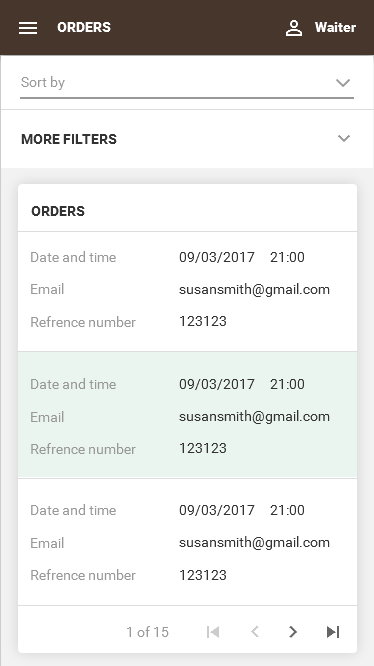 ORDERS Waiter
Sort by
MORE FILTERS
ORDERS
Date and time 09/03/2017 21:00
Email susansmith@gmail.com
Refrence number 123123
Date and time 09/03/2017 21:00
Email susansmith@gmail.com
Refrence number 123123
Date and time 09/03/2017 21:00
Email susansmith@gmail.com
Refrence number 123123
1 of 15